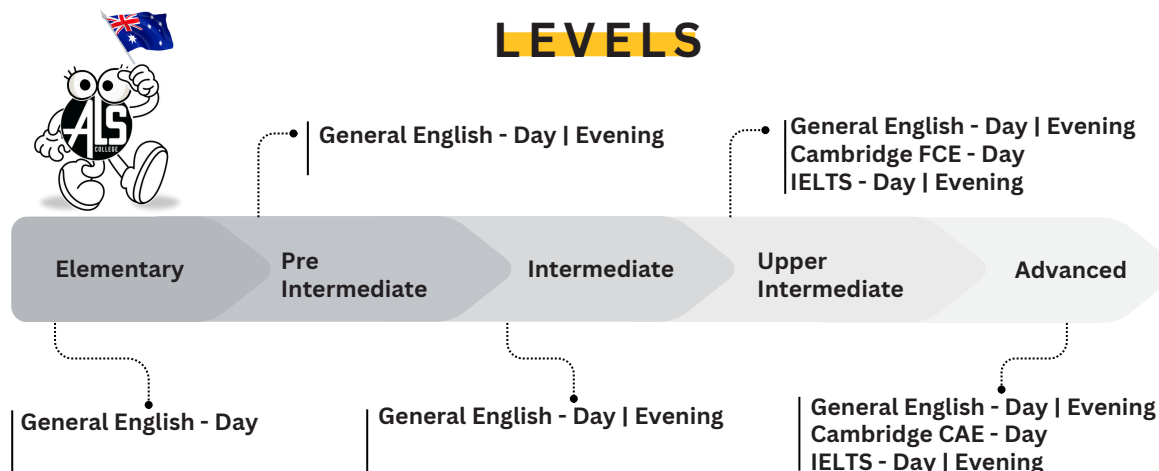 LEVELS
ALS
COLLEGE
General English - Day | Evening
General English - Day | Evening
Cambridge FCE - Day
IELTS - Day | Evening
Elementary
Pre
Intermediate
Intermediate
Upper
Intermediate
Advanced
General English - Day
General English - Day | Evening
General English - Day | Evening
Cambridge CAE - Day
IELTS - Day | Evening